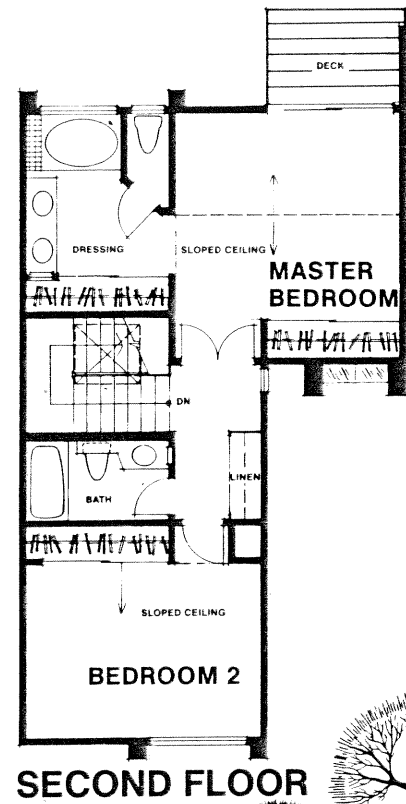 DECK
DRESSING
SLOPED CEILING
MASTER
BEDROOM
DN
LINEN
BATH
SLOPED CEILING
BEDROOM 2
SECOND FLOOR